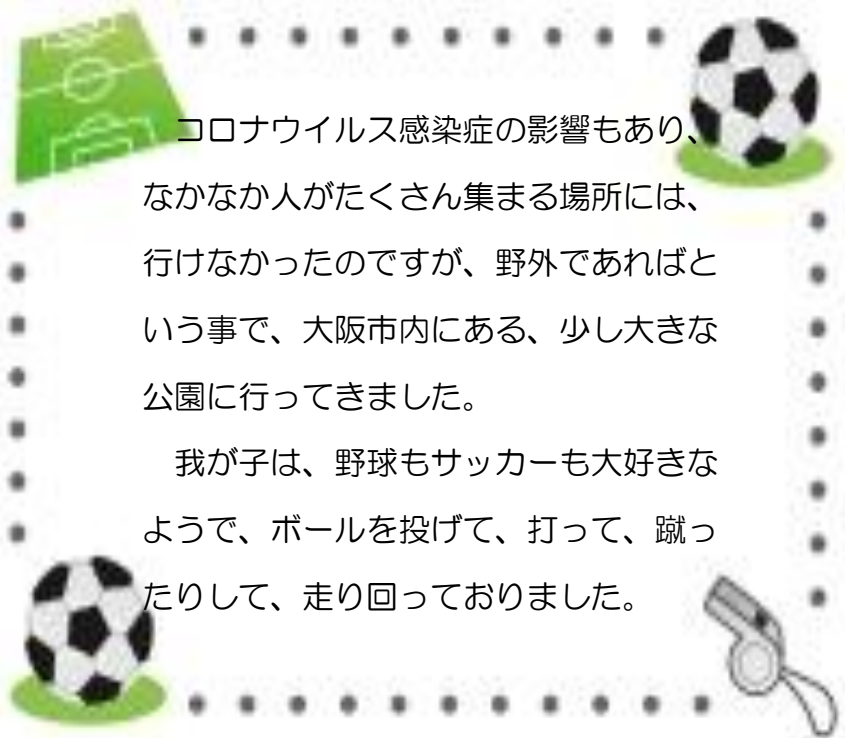 コロナウイルス感染症の影響もあり、
なかなか人がたくさん集まる場所には、
行けなかったのですが、野外であればと
いう事で、大阪市内にある、少し大きな
公園に行ってきました。
　我が子は、野球もサッカーも大好きな
ようで、ボールを投げて、打って、蹴っ
たりして、走り回っておりました。